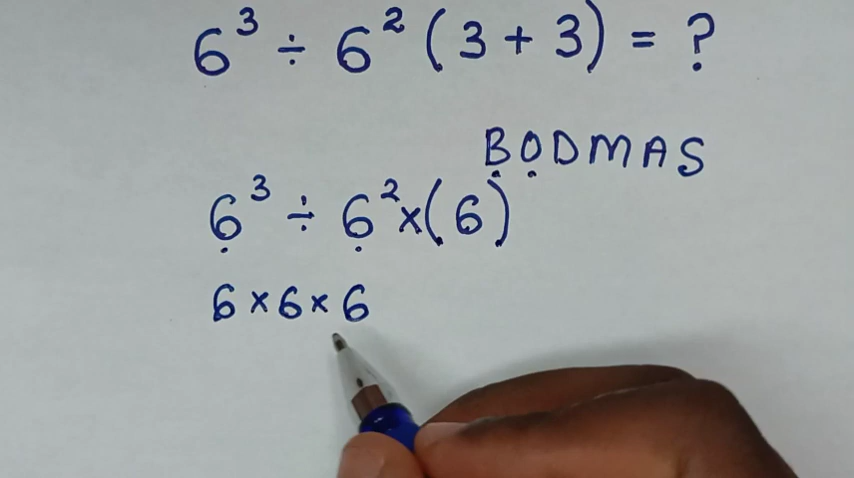 6³ ÷ 6² (3 + 3) = ?
BODMAS
6³ ÷ 6² × (6)
6 × 6 × 6